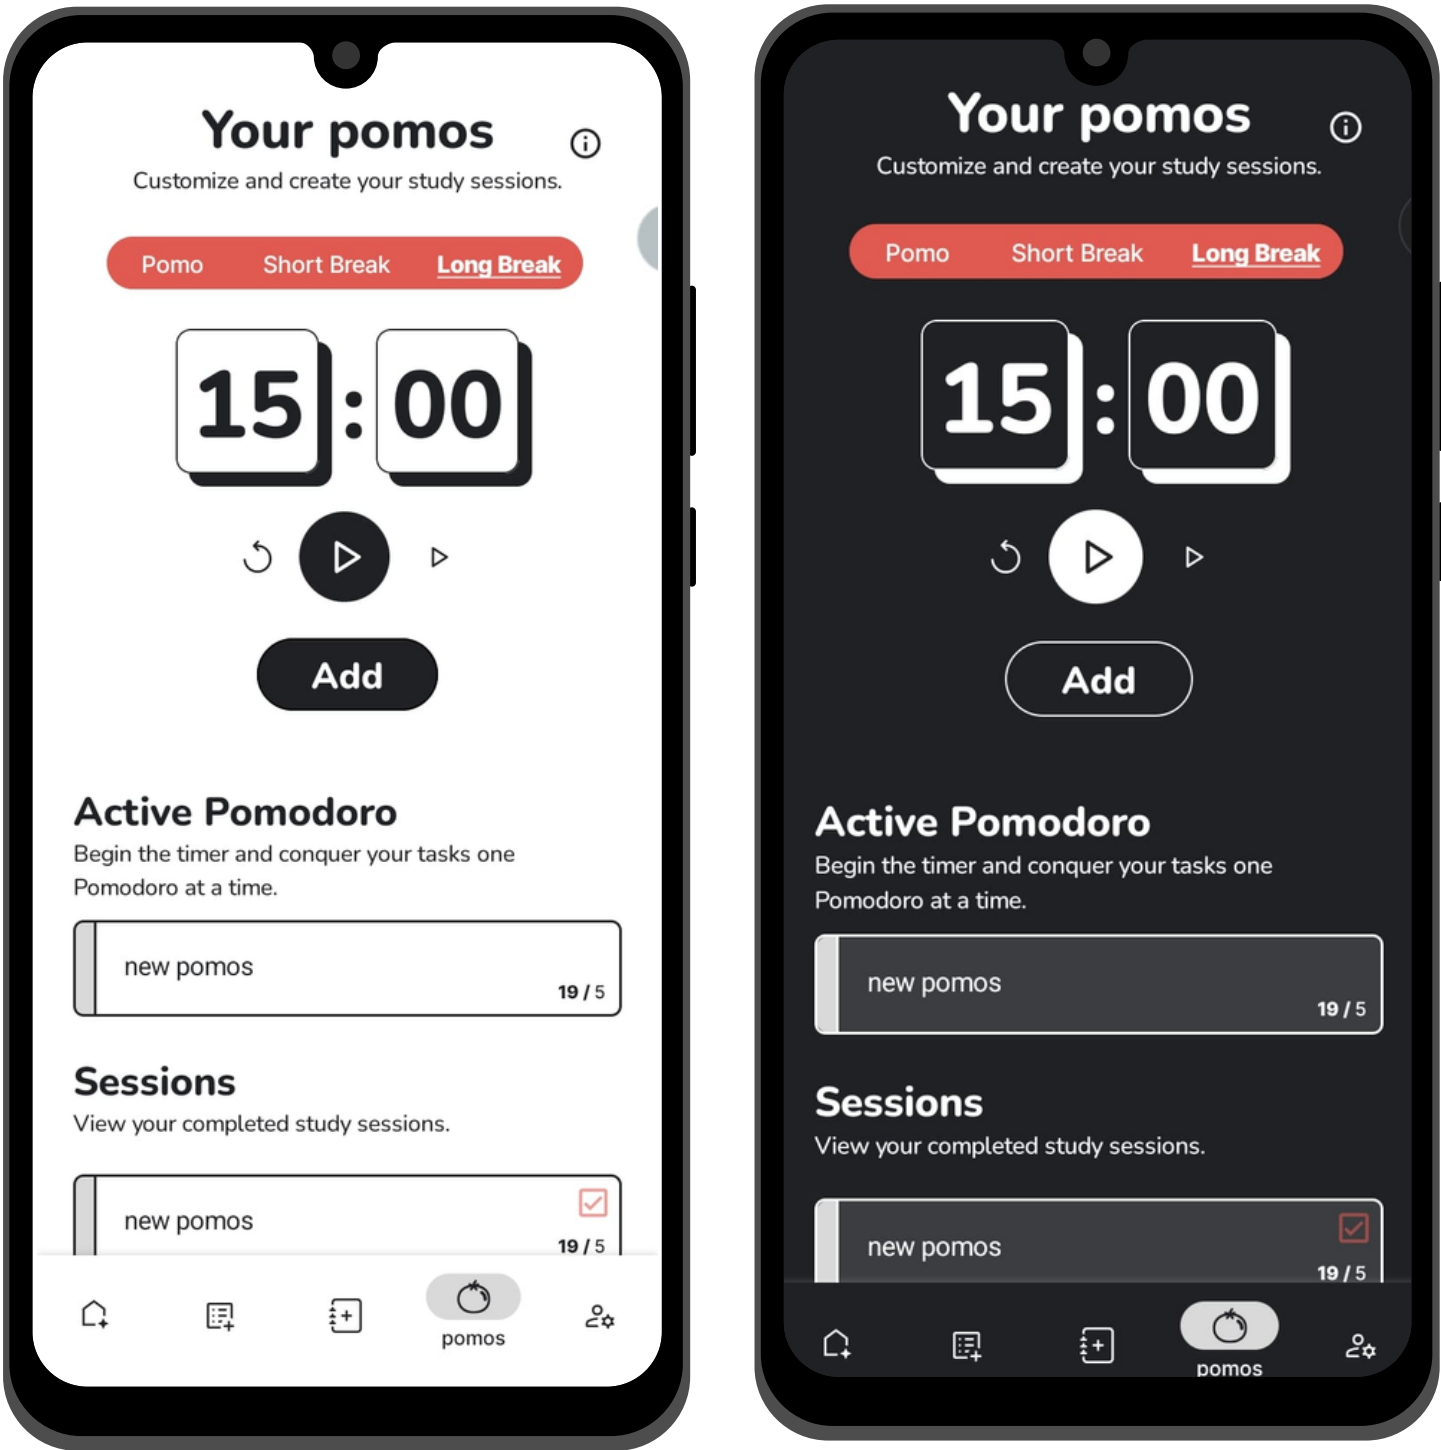 Your pomos
Customize and create your study sessions.
Pomo Short Break Long Break
15 : 00
Add
Active Pomodoro
Begin the timer and conquer your tasks one
Pomodoro at a time.
new pomos
19 / 5
Sessions
View your completed study sessions.
new pomos
19 / 5
pomos
Your pomos
Customize and create your study sessions.
Pomo Short Break Long Break
15 : 00
Add
Active Pomodoro
Begin the timer and conquer your tasks one
Pomodoro at a time.
new pomos
19 / 5
Sessions
View your completed study sessions.
new pomos
19 / 5
pomos